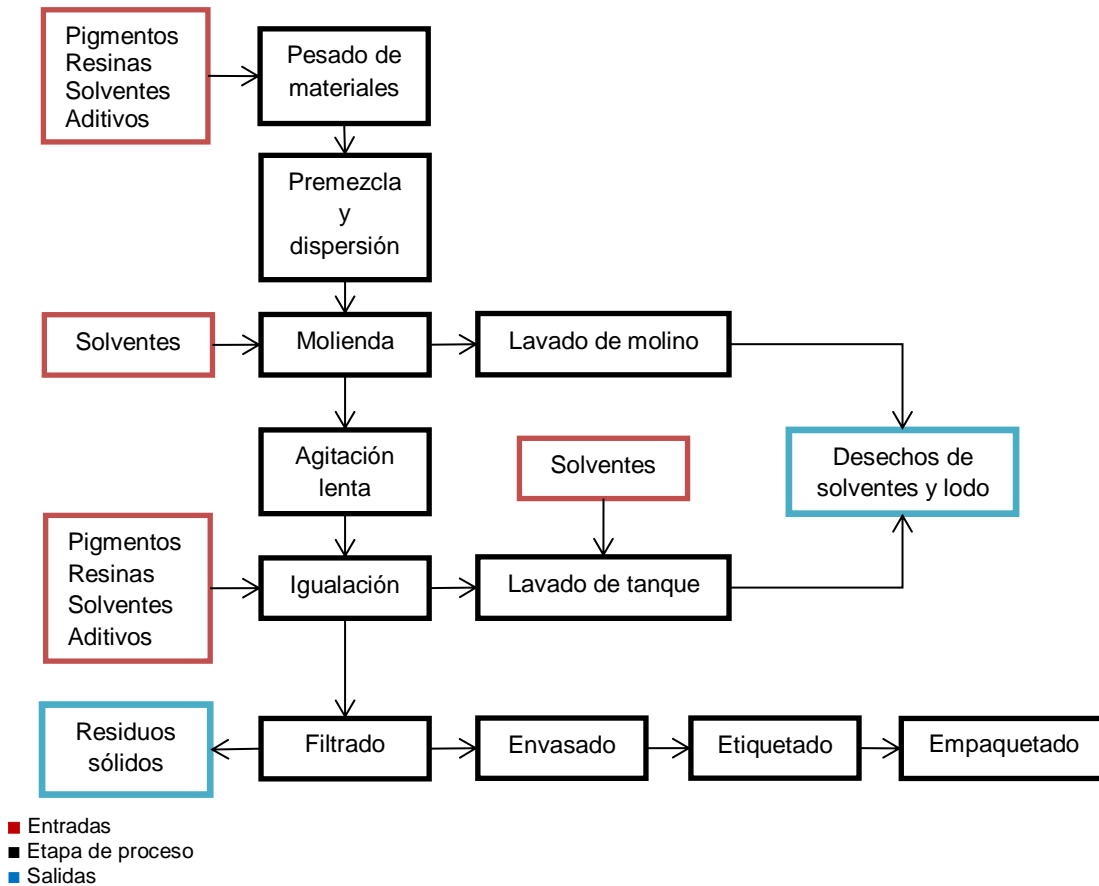 Pigmentos
Resinas
Solventes
Aditivos
Pesado de
materiales
Premezcla
y
dispersión
Solventes
Molienda
Lavado de molino
Agitación
lenta
Solventes
Desechos de
solventes y lodo
Pigmentos
Resinas
Solventes
Aditivos
Igualación
Lavado de tanque
Residuos
sólidos
Filtrado
Envasado
Etiquetado
Empaquetado
Entradas
Etapa de proceso
Salidas